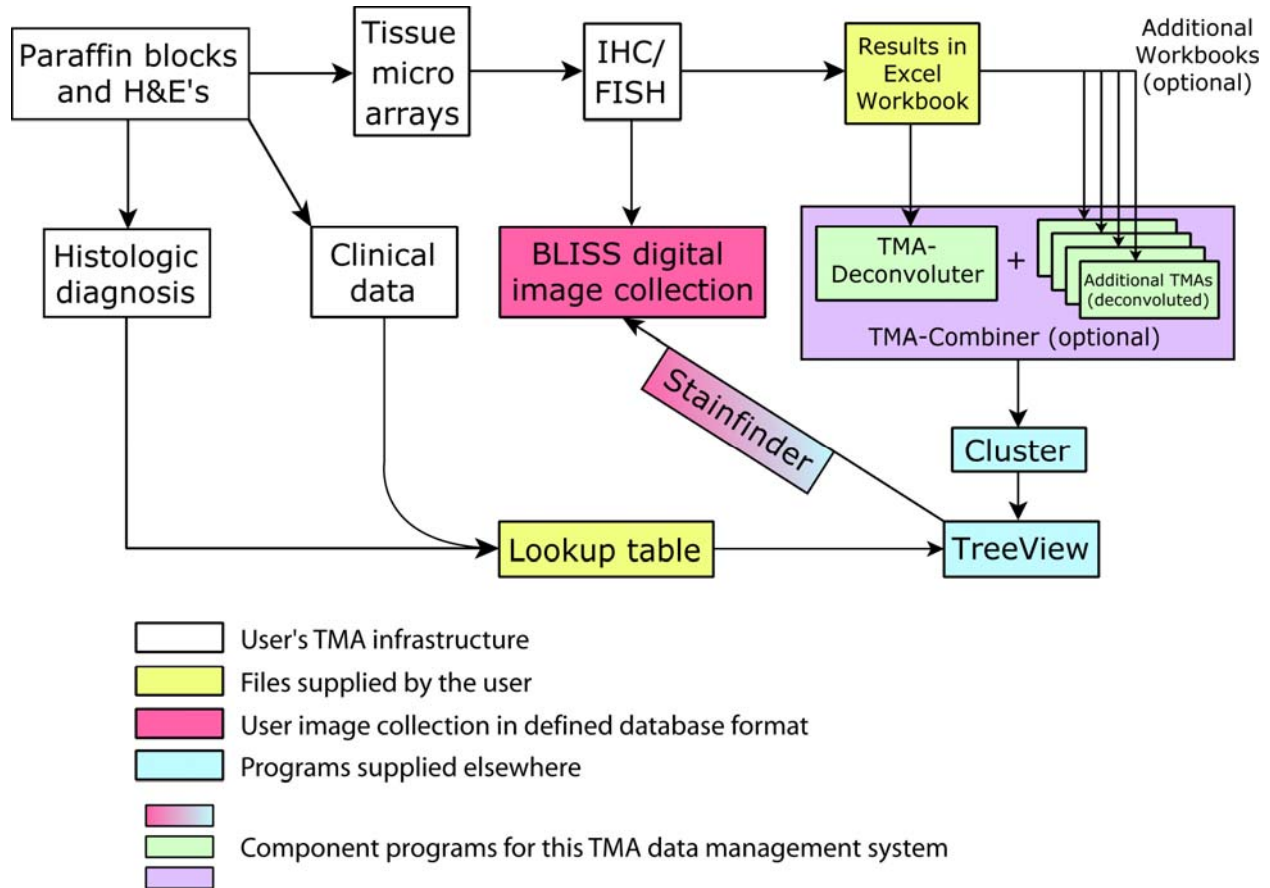 Paraffin blocks
and H&E's
Tissue
micro
arrays
IHC/
FISH
Results in
Excel
Workbook
Additional
Workbooks
(optional)
Histologic
diagnosis
Clinical
data
BLISS digital
image collection
TMA-
Deconvoluter
+
Additional TMAs
(deconvoluted)
TMA-Combiner (optional)
Stainfinder
Cluster
Lookup table
TreeView
User's TMA infrastructure
Files supplied by the user
User image collection in defined database format
Programs supplied elsewhere
Component programs for this TMA data management system